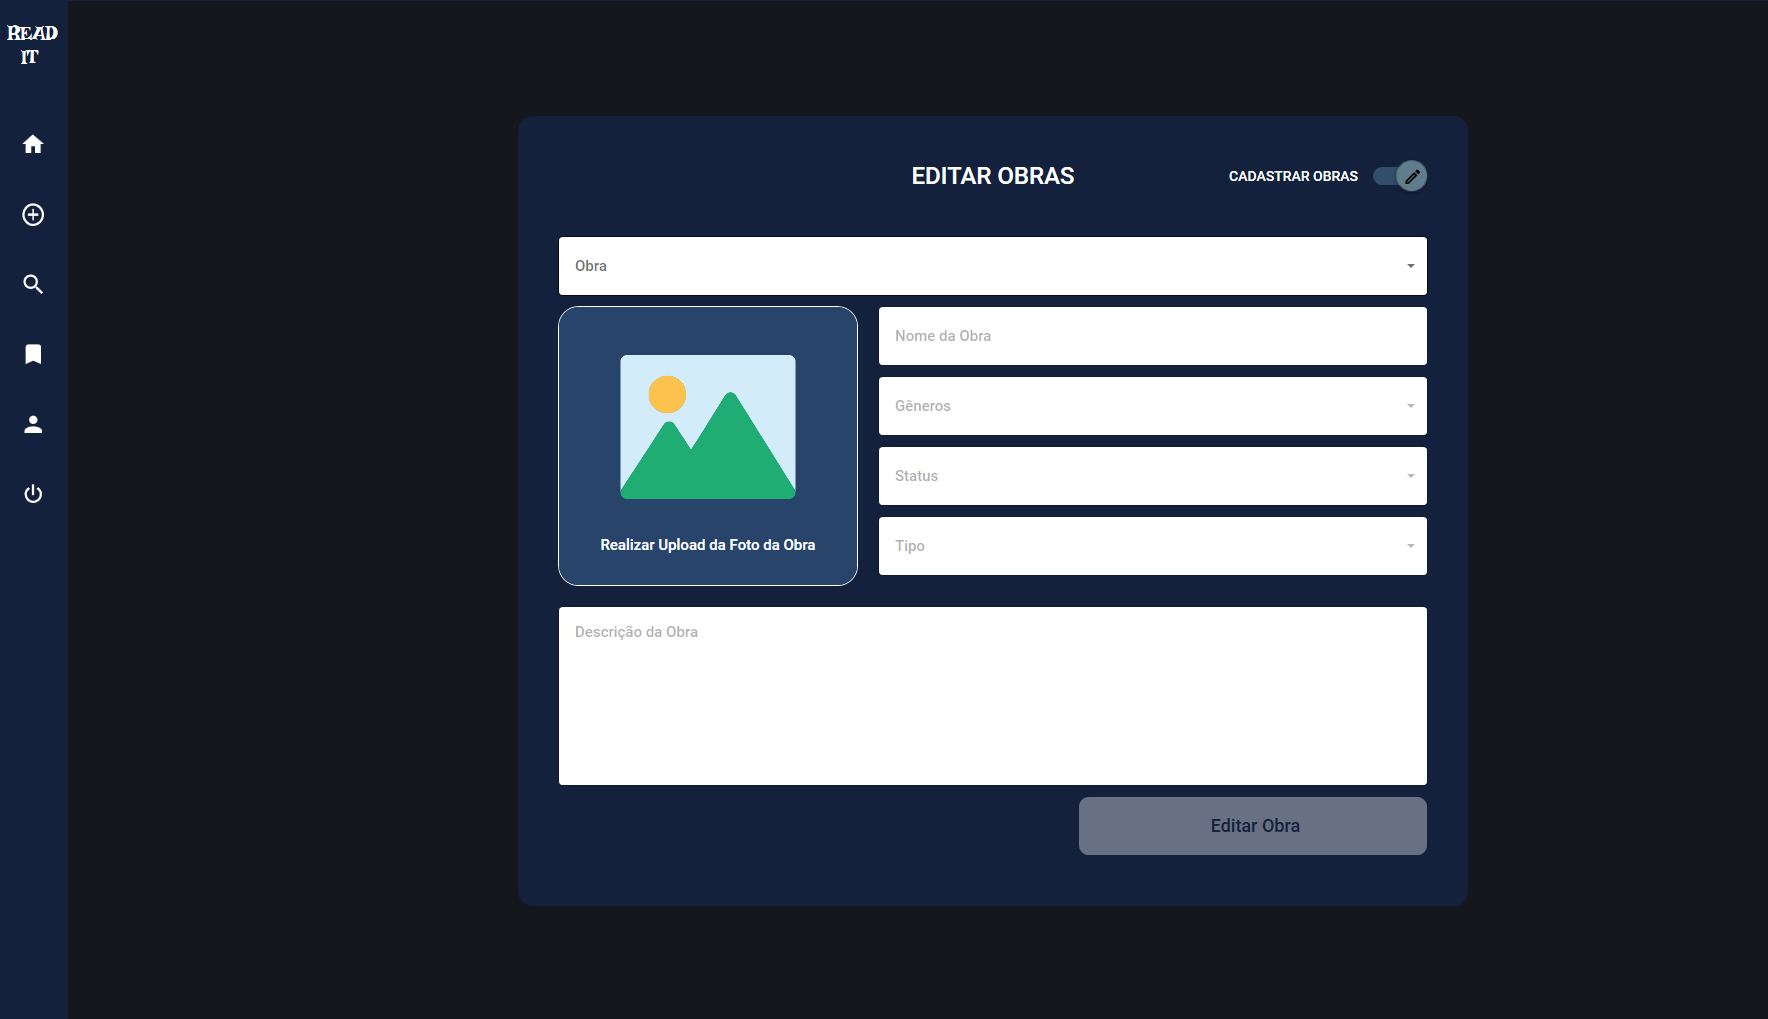 READ
IT
EDITAR OBRAS
CADASTRAR OBRAS
Obra
Nome da Obra
Gêneros
Status
Tipo
Realizar Upload da Foto da Obra
Descrição da Obra
Editar Obra